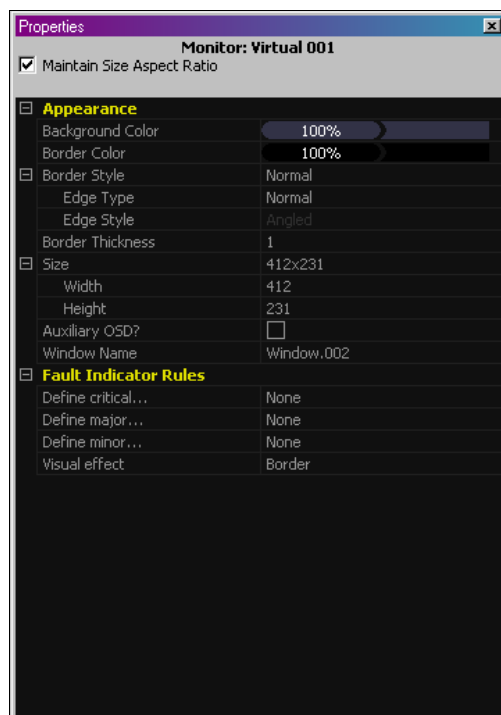 Properties
Monitor: Virtual 001
Maintain Size Aspect Ratio
Appearance
Background Color 100%
Border Color 100%
Border Style Normal
Edge Type Normal
Edge Style Angled
Border Thickness 1
Size 412x231
Width 412
Height 231
Auxiliary OSD?
Window Name Window.002
Fault Indicator Rules
Define critical... None
Define major... None
Define minor... None
Visual effect Border